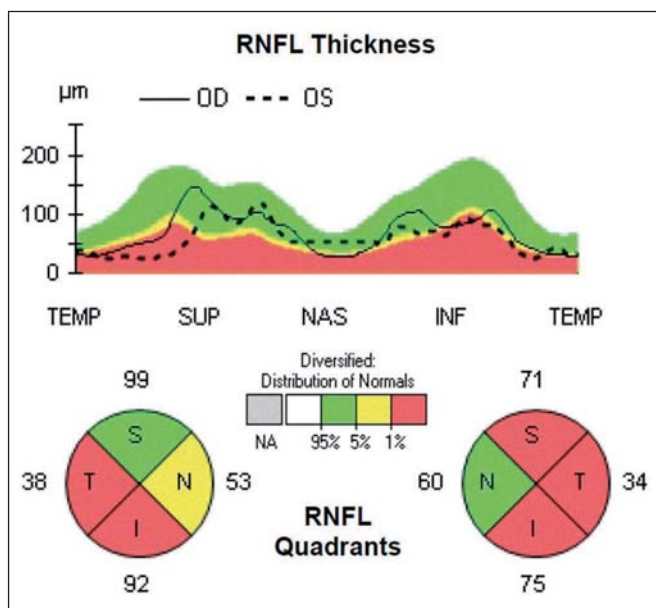 RNFL Thickness
µm OD OS
200
100
0
TEMP SUP NAS INF TEMP
Diversified:
Distribution of Normals
NA 95% 5% 1%
99
S
38 T N 53
I
92
71
S
60 N T 34
I
75
RNFL
Quadrants